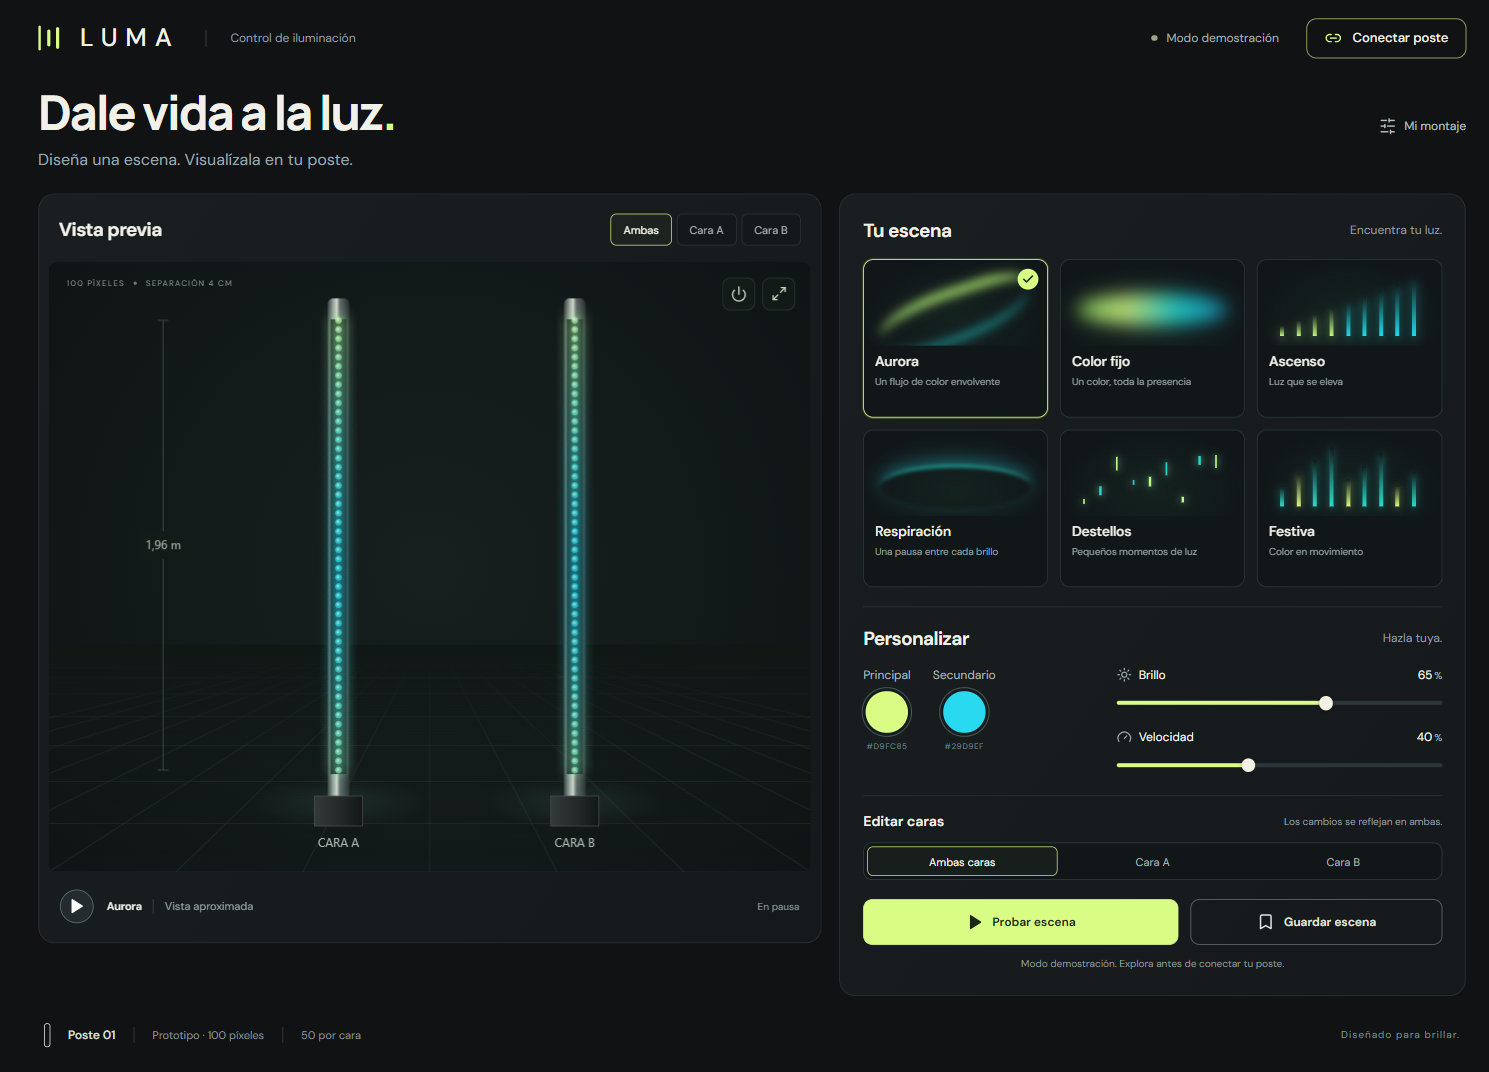 LUMA
Control de iluminación
Modo demostración
Conectar poste
Dale vida a la luz.
Diseña una escena. Visualízala en tu poste.
Mi montaje
Vista previa
Ambas
Cara A
Cara B
100 PÍXELES • SEPARACIÓN 4 CM
1,96 m
CARA A
CARA B
Aurora
Vista aproximada
En pausa
Tu escena
Encuentra tu luz.
Aurora
Un flujo de color envolvente
Color fijo
Un color, toda la presencia
Ascenso
Luz que se eleva
Respiración
Una pausa entre cada brillo
Destellos
Pequeños momentos de luz
Festiva
Color en movimiento
Personalizar
Hazla tuya.
Principal
Secundario
#D9FC85
#29D9EF
Brillo
65 %
Velocidad
40 %
Editar caras
Los cambios se reflejan en ambas.
Ambas caras
Cara A
Cara B
Probar escena
Guardar escena
Modo demostración. Explora antes de conectar tu poste.
Poste 01
Prototipo · 100 píxeles
50 por cara
Diseñado para brillar.